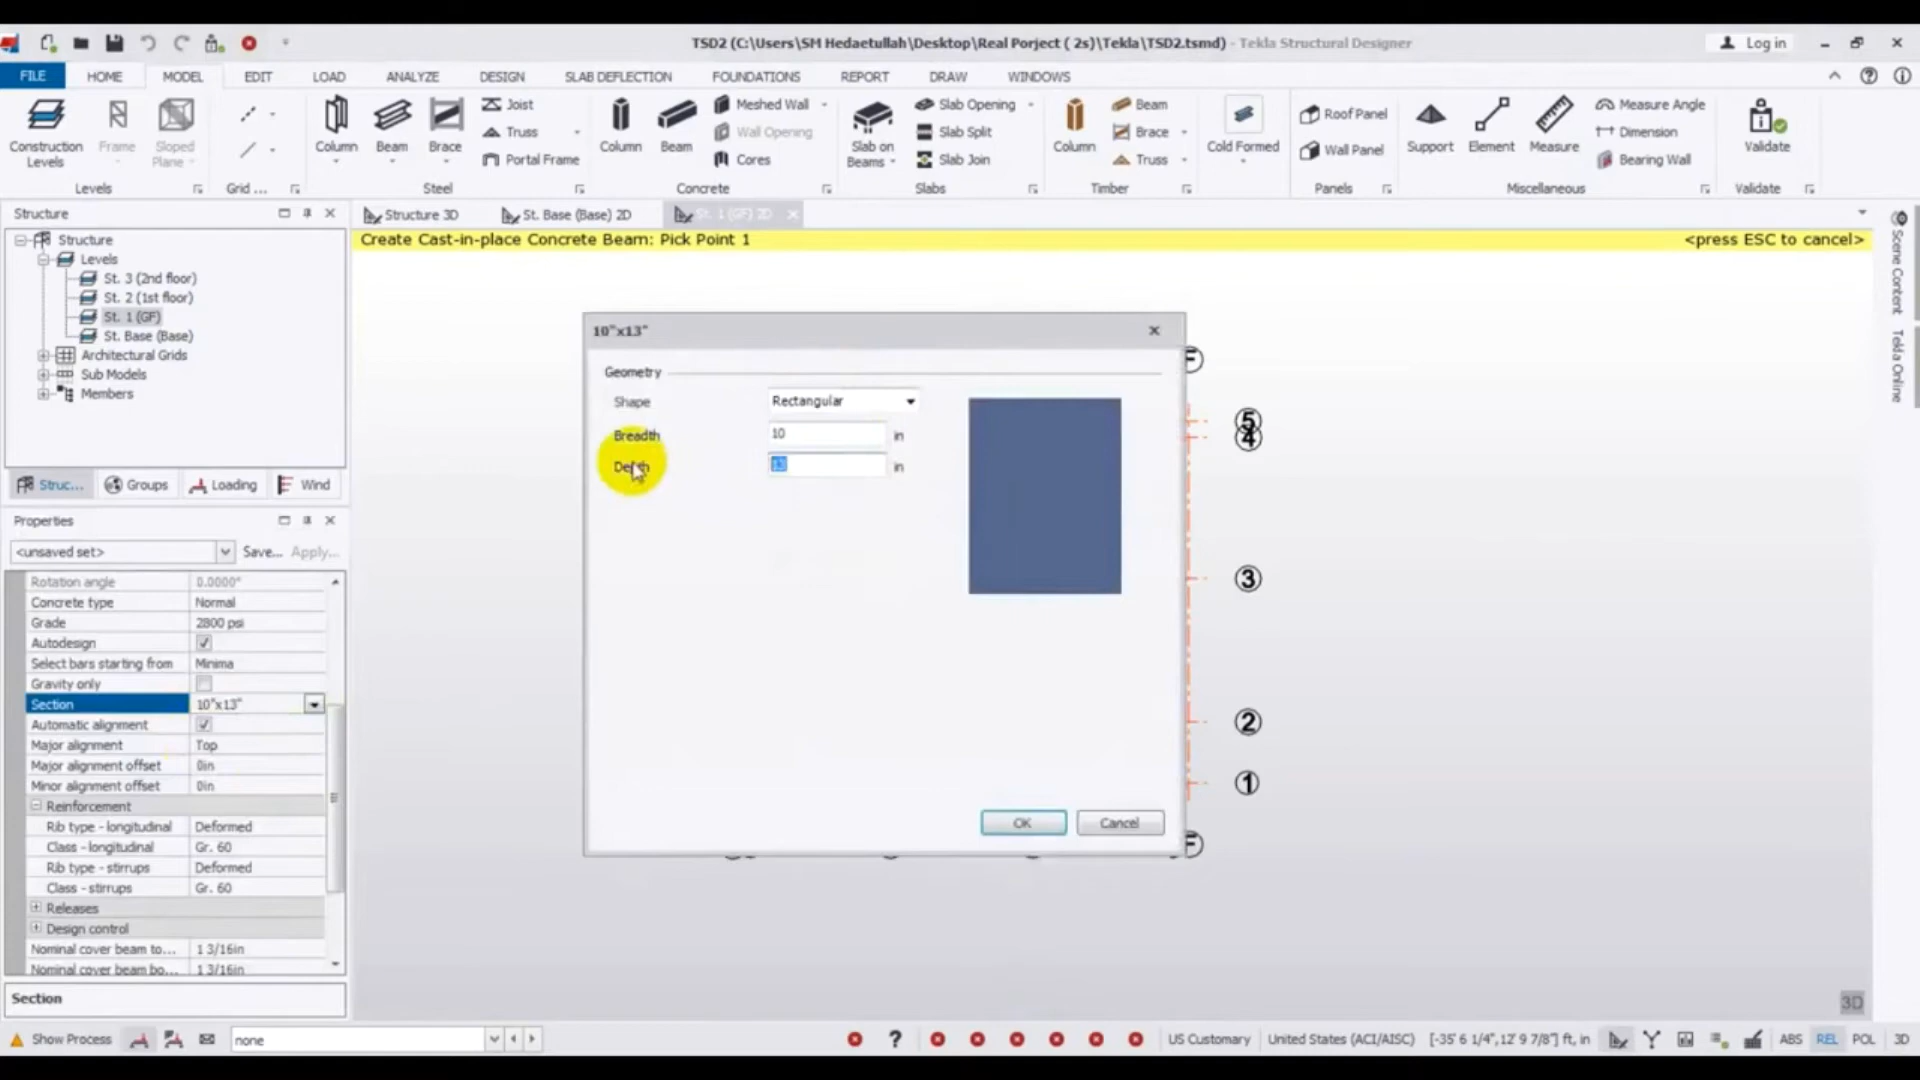 TSD2 (C:\Users\SM Hedaetullah\Desktop\Real Porject ( 2s)\Tekla\TSD2.tsmd) - Tekla Structural Designer
Log in
FILE HOME MODEL EDIT LOAD ANALYZE DESIGN SLAB DEFLECTION FOUNDATIONS REPORT DRAW WINDOWS
Construction Levels
Frame
Sloped Plane
Levels
Grid ...
Column
Beam
Brace
Joist
Truss
Portal Frame
Steel
Column
Beam
Meshed Wall
Wall Opening
Cores
Concrete
Slab on Beams
Slab Opening
Slab Split
Slab Join
Slabs
Column
Beam
Brace
Truss
Timber
Cold Formed
Roof Panel
Wall Panel
Panels
Support
Element
Measure
Measure Angle
Dimension
Bearing Wall
Miscellaneous
Validate
Validate
Structure
Structure
Levels
St. 3 (2nd floor)
St. 2 (1st floor)
St. 1 (GF)
St. Base (Base)
Architectural Grids
Sub Models
Members
Struc... Groups Loading Wind
Structure 3D St. Base (Base) 2D St. 1 (GF) 2D
Create Cast-in-place Concrete Beam: Pick Point 1 <press ESC to cancel>
Scene Content
Tekla Online
10"x13"
Geometry
Shape Rectangular
Breadth 10 in
Depth 13 in
OK Cancel
F
5
4
3
2
1
F
Properties
<unsaved set> Save... Apply...
Rotation angle 0.0000°
Concrete type Normal
Grade 2800 psi
Autodesign
Select bars starting from Minima
Gravity only
Section 10"x13"
Automatic alignment
Major alignment Top
Major alignment offset 0in
Minor alignment offset 0in
Reinforcement
Rib type - longitudinal Deformed
Class - longitudinal Gr. 60
Rib type - stirrups Deformed
Class - stirrups Gr. 60
Releases
Design control
Nominal cover beam to... 1 3/16in
Nominal cover beam bo... 1 3/16in
Section
3D
Show Process none US Customary United States (ACI/AISC) [-35' 6 1/4",12' 9 7/8"] ft, in ABS REL POL 3D